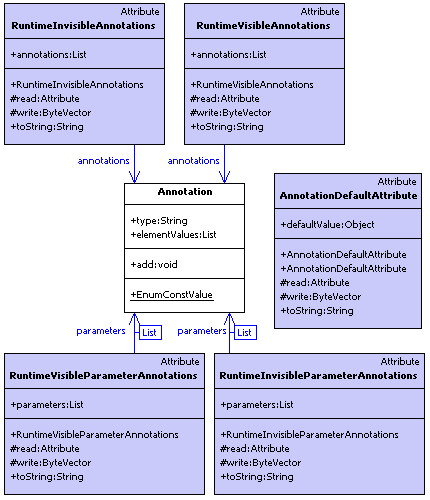 Attribute
RuntimeInvisibleAnnotations
+annotations:List
+RuntimeInvisibleAnnotations
#read:Attribute
#write:ByteVector
+toString:String
Attribute
RuntimeVisibleAnnotations
+annotations:List
+RuntimeVisibleAnnotations
#read:Attribute
#write:ByteVector
+toString:String
annotations
annotations
Annotation
+type:String
+elementValues:List
+add:void
+EnumConstValue
Attribute
AnnotationDefaultAttribute
+defaultValue:Object
+AnnotationDefaultAttribute
+AnnotationDefaultAttribute
#read:Attribute
#write:ByteVector
+toString:String
parameters
List
parameters
List
Attribute
RuntimeVisibleParameterAnnotations
+parameters:List
+RuntimeVisibleParameterAnnotations
#read:Attribute
#write:ByteVector
+toString:String
Attribute
RuntimeInvisibleParameterAnnotations
+parameters:List
+RuntimeInvisibleParameterAnnotations
#read:Attribute
#write:ByteVector
+toString:String